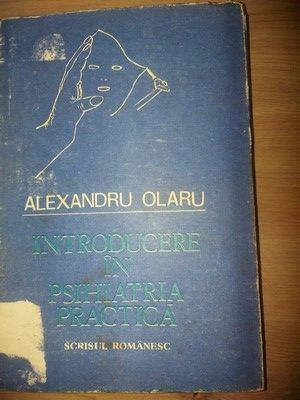 ALEXANDRU OLARU
INTRODUCERE
ÎN
PSIHIATRIA
PRACTICĂ
SCRISUL ROMÂNESC